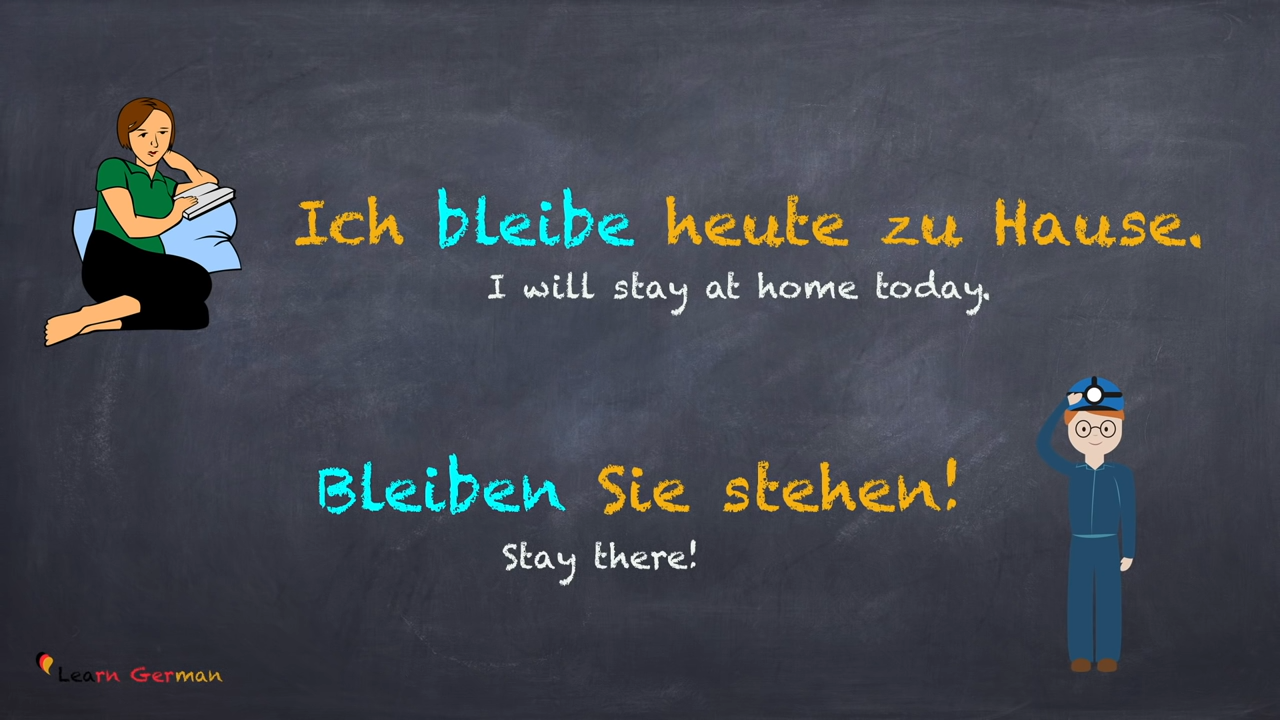 Ich bleibe heute zu Hause.
I will stay at home today.
Bleiben Sie stehen!
Stay there!
Learn German